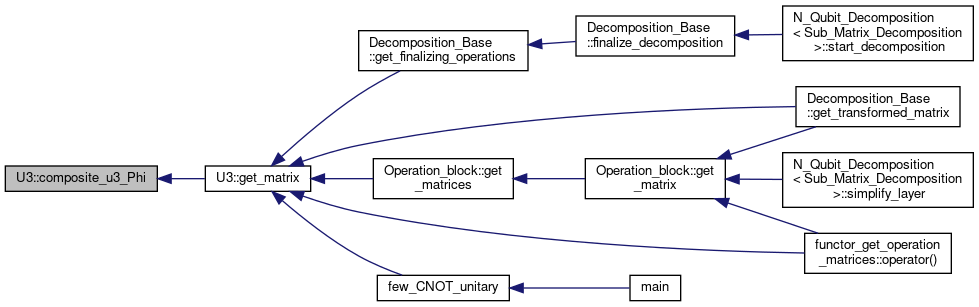 U3::composite_u3_Phi
U3::get_matrix
Decomposition_Base
::get_finalizing_operations
Decomposition_Base
::finalize_decomposition
N_Qubit_Decomposition
< Sub_Matrix_Decomposition
>::start_decomposition
Decomposition_Base
::get_transformed_matrix
Operation_block::get
_matrices
Operation_block::get
_matrix
N_Qubit_Decomposition
< Sub_Matrix_Decomposition
>::simplify_layer
functor_get_operation
_matrices::operator()
few_CNOT_unitary
main